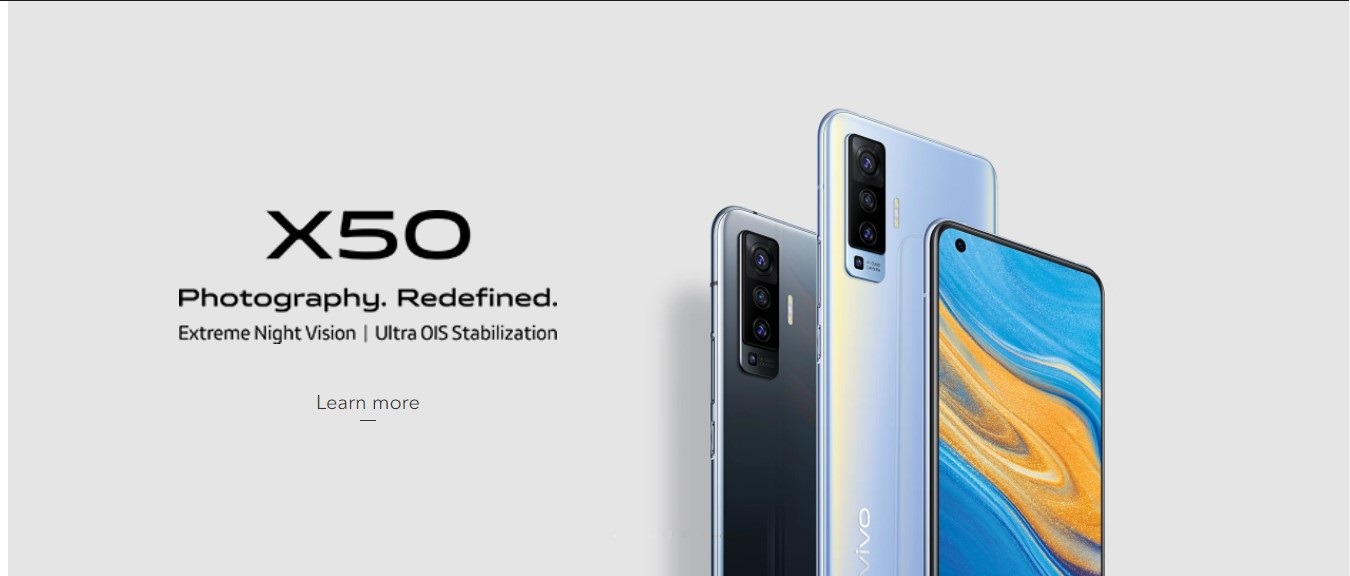 X50
Photography. Redefined.
Extreme Night Vision | Ultra OIS Stabilization
Learn more
vivo